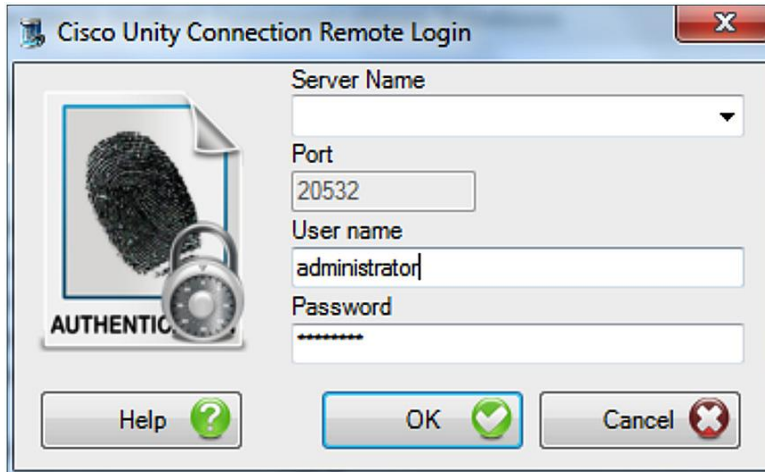 Cisco Unity Connection Remote Login
Server Name
Port
20532
User name
administrator
Password
********
AUTHENTIC
Help
OK
Cancel